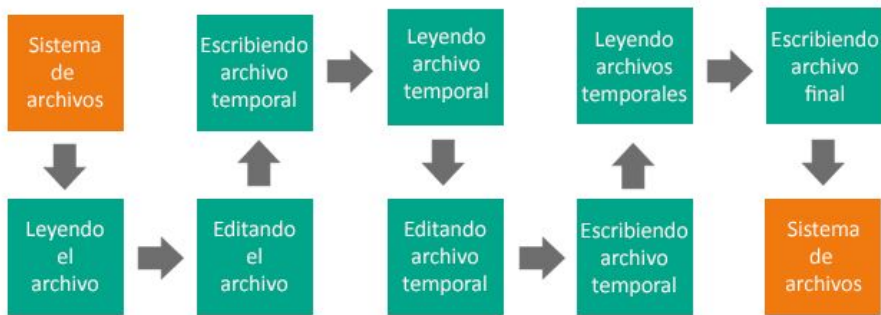 Sistema
de
archivos
Leyendo
el
archivo
Editando
el
archivo
Escribiendo
archivo
temporal
Leyendo
archivo
temporal
Editando
archivo
temporal
Escribiendo
archivo
temporal
Leyendo
archivos
temporales
Escribiendo
archivo
final
Sistema
de
archivos